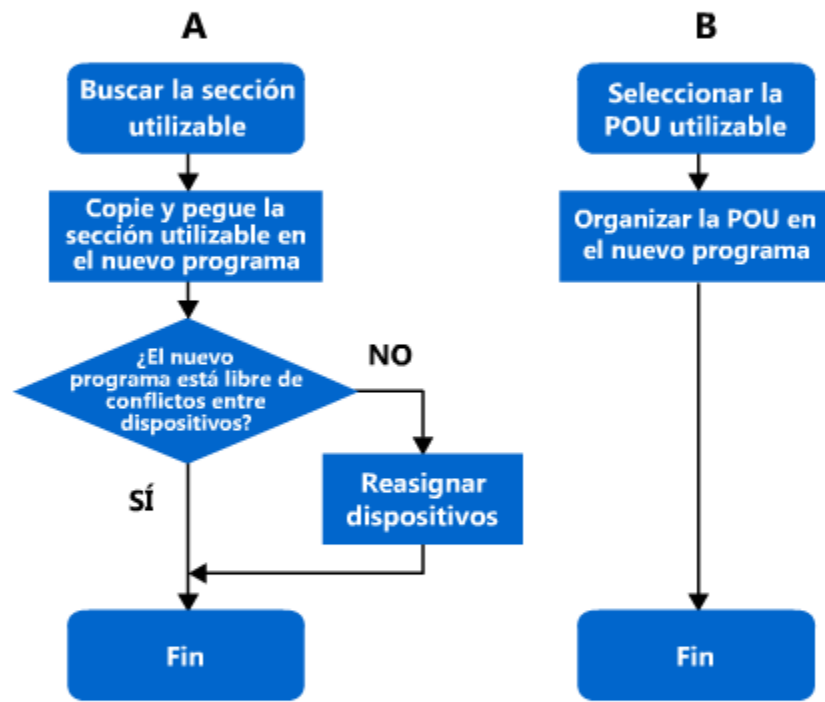 A
Buscar la sección
utilizable
Copie y pegue la
sección utilizable en
el nuevo programa
¿El nuevo
programa está libre de
conflictos entre
dispositivos?
NO
SÍ
Reasignar
dispositivos
Fin
B
Seleccionar la
POU utilizable
Organizar la POU en
el nuevo programa
Fin